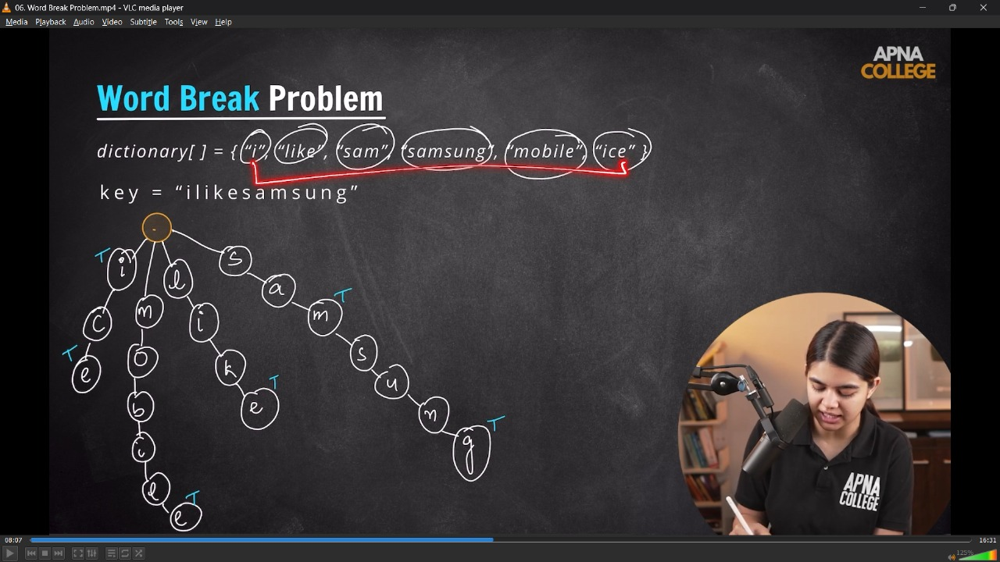 06. Word Break Problem.mp4 - VLC media player
Media Playback Audio Video Subtitle Tools View Help
APNA
COLLEGE
Word Break Problem
dictionary[ ] = { “i”, “like”, “sam”, “samsung”, “mobile”, “ice” }
key = “ilikesamsung”
-
T i
c
T e
m
o
b
i
l
e T
l
i
k
e T
s
a
m T
s
u
n
g T
APNA
COLLEGE
08:07
16:31
125%